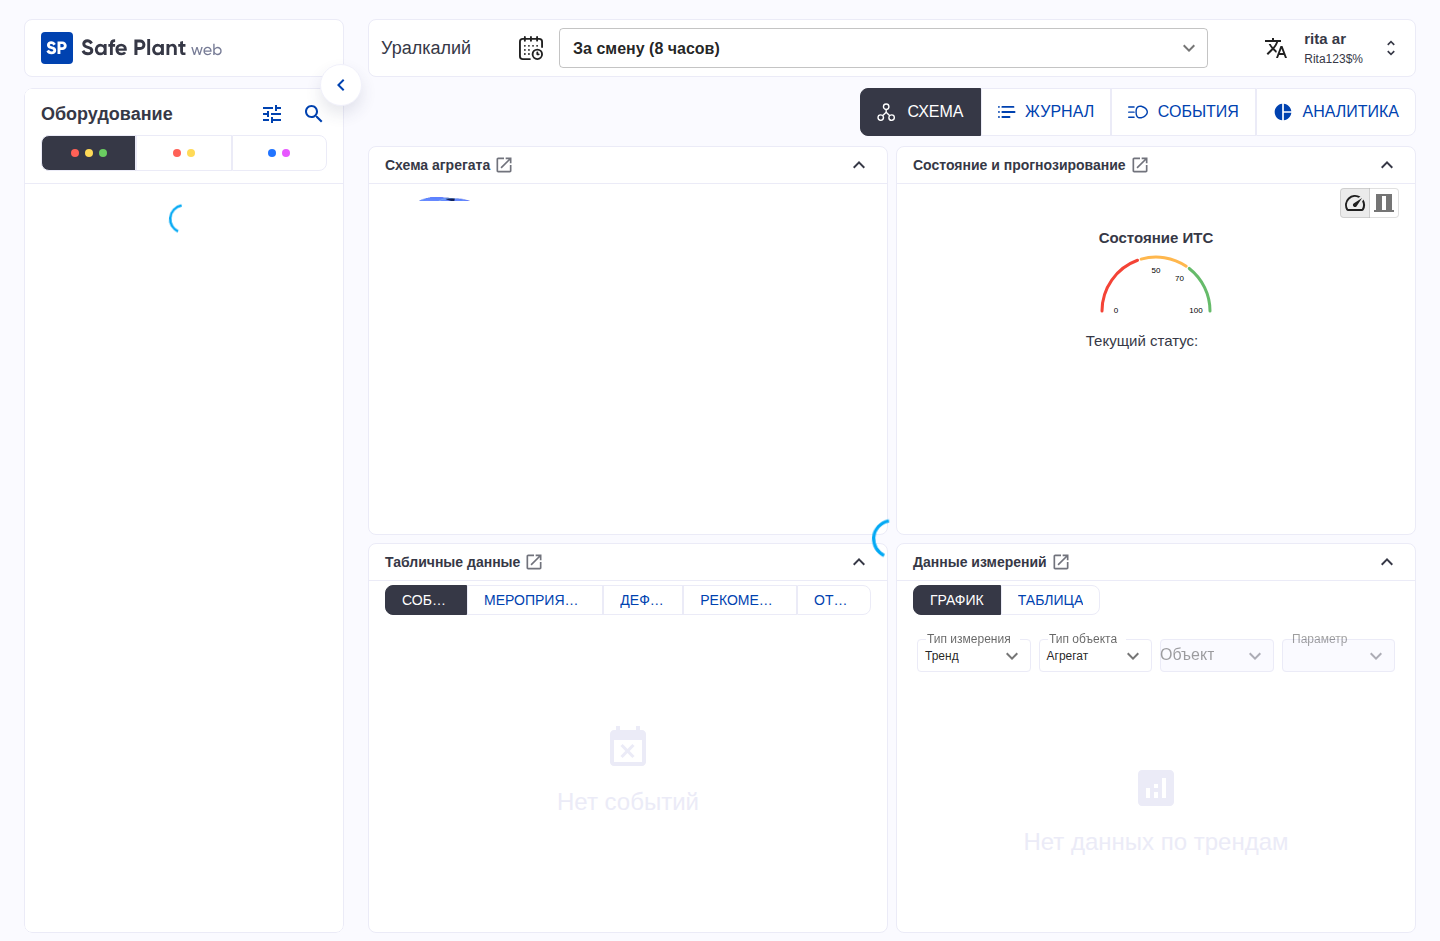 SP Safe Plant web
Уралкалий
За смену (8 часов)
rita ar
Rita123$%
Оборудование
СХЕМА
ЖУРНАЛ
СОБЫТИЯ
АНАЛИТИКА
Схема агрегата
Состояние и прогнозирование
Состояние ИТС
50
70
0
100
Текущий статус:
Табличные данные
СОБ…
МЕРОПРИЯ…
ДЕФ…
РЕКОМЕ…
ОТ…
Нет событий
Данные измерений
ГРАФИК
ТАБЛИЦА
Тип измерения
Тренд
Тип объекта
Агрегат
Объект
Параметр
Нет данных по трендам